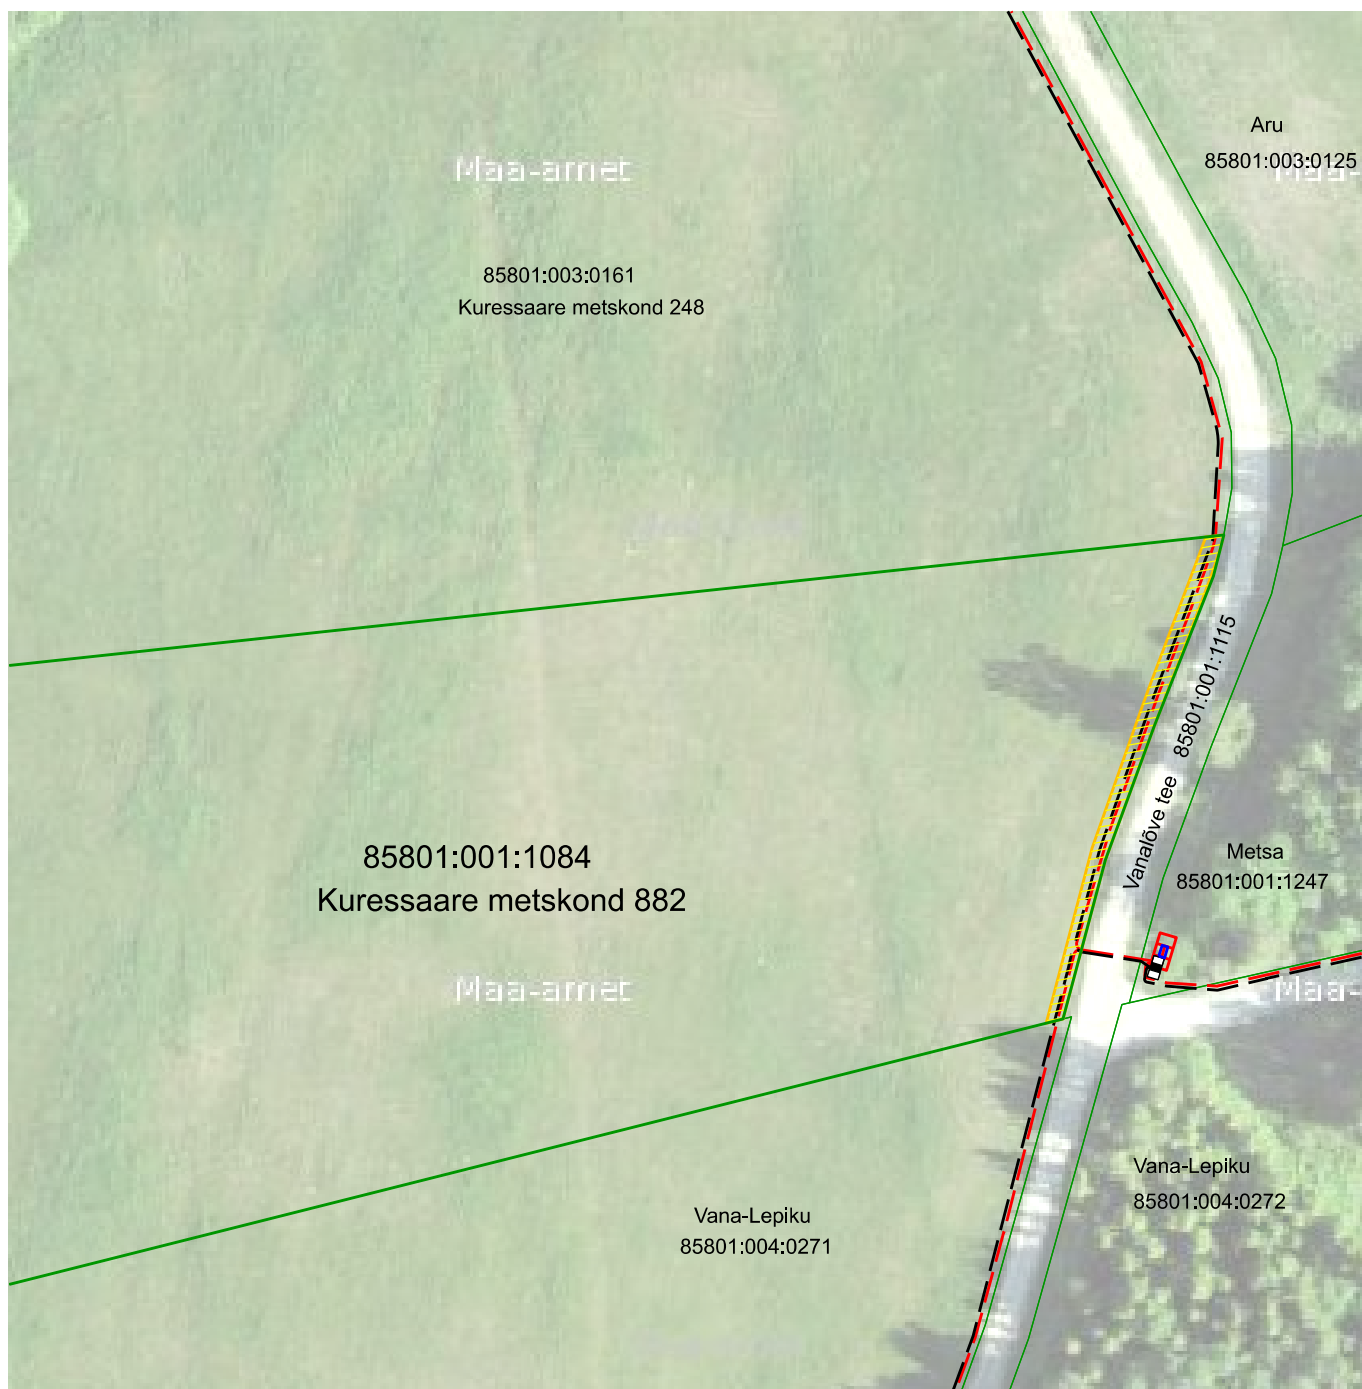 Aru
85801:003:0125
Maa-amet
Maa-
85801:003:0161
Kuressaare metskond 248
Vanalõve tee 85801:001:1115
85801:001:1084
Kuressaare metskond 882
Metsa
85801:001:1247
Maa-amet
Maa-
Vana-Lepiku
85801:004:0272
Vana-Lepiku
85801:004:0271